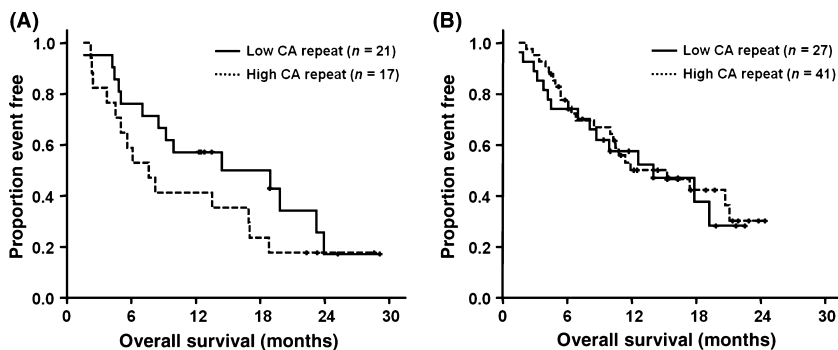 (A)
Proportion event free
1.0
0.8
0.6
0.4
0.2
0.0
Low CA repeat (n = 21)
High CA repeat (n = 17)
0 6 12 18 24 30
Overall survival (months)
(B)
Proportion event free
1.0
0.8
0.6
0.4
0.2
0.0
Low CA repeat (n = 27)
High CA repeat (n = 41)
0 6 12 18 24 30
Overall survival (months)